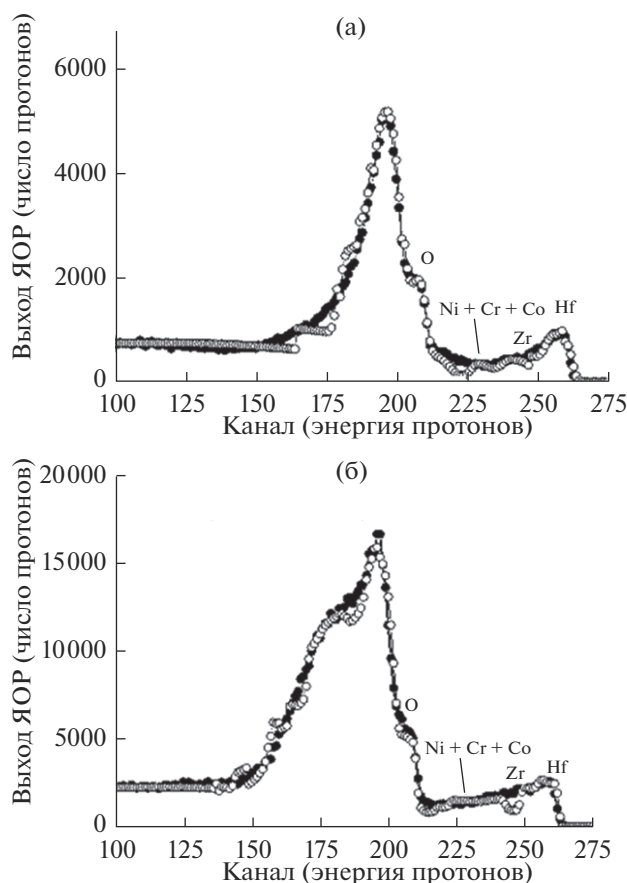 (а)
Выход ЯОР (число протонов)
6000
4000
2000
0
O
Ni + Cr + Co
Zr
Hf
100 125 150 175 200 225 250 275
Канал (энергия протонов)
(б)
Выход ЯОР (число протонов)
20000
15000
10000
5000
0
O
Ni + Cr + Co
Zr
Hf
100 125 150 175 200 225 250 275
Канал (энергия протонов)